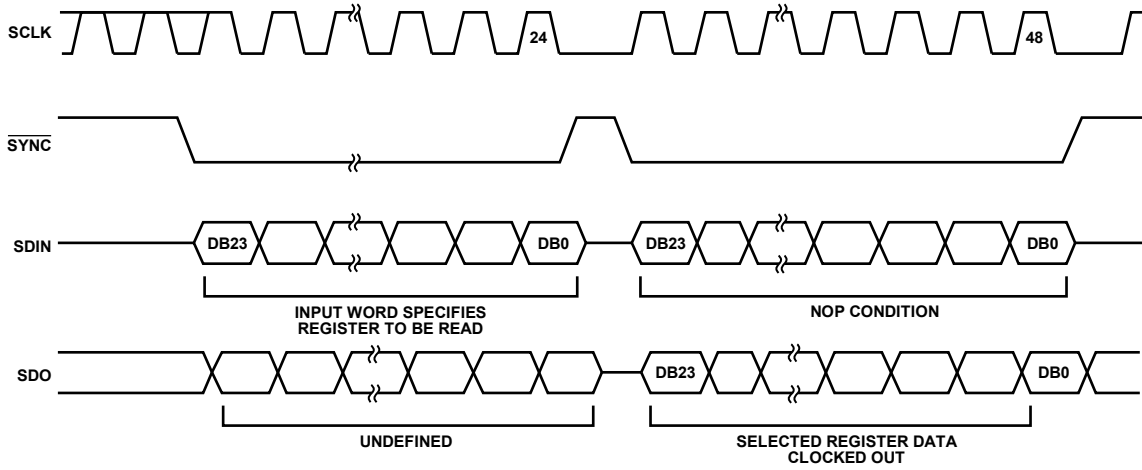 SCLK
24
48
SYNC
SDIN
DB23
DB0
DB23
DB0
INPUT WORD SPECIFIES
REGISTER TO BE READ
NOP CONDITION
SDO
DB23
DB0
UNDEFINED
SELECTED REGISTER DATA
CLOCKED OUT